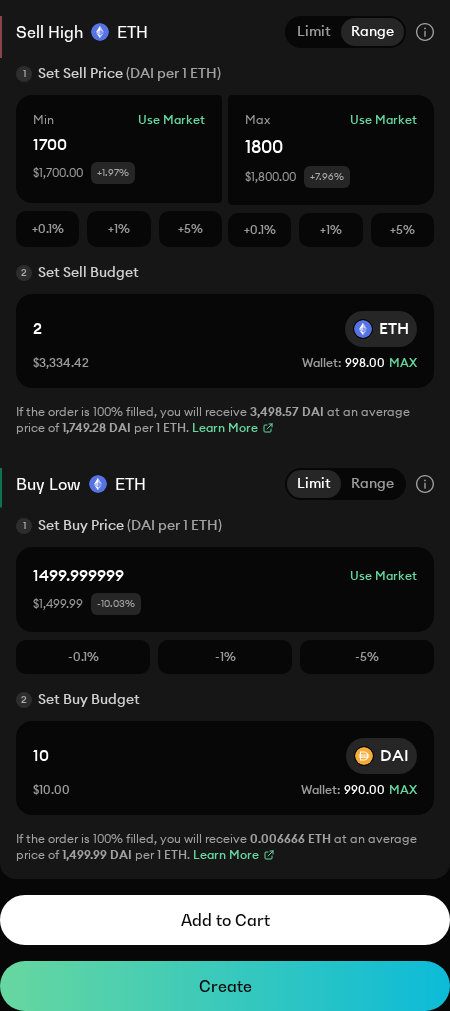 Sell High ETH Limit Range
1 Set Sell Price (DAI per 1 ETH)
Min Use Market Max Use Market
1700 1800
$1,700.00 +1.97% $1,800.00 +7.96%
+0.1% +1% +5% +0.1% +1% +5%
2 Set Sell Budget
2 ETH
$3,334.42 Wallet: 998.00 MAX
If the order is 100% filled, you will receive 3,498.57 DAI at an average
price of 1,749.28 DAI per 1 ETH. Learn More
Buy Low ETH Limit Range
1 Set Buy Price (DAI per 1 ETH)
1499.999999 Use Market
$1,499.99 -10.03%
-0.1% -1% -5%
2 Set Buy Budget
10 DAI
$10.00 Wallet: 990.00 MAX
If the order is 100% filled, you will receive 0.006666 ETH at an average
price of 1,499.99 DAI per 1 ETH. Learn More
Add to Cart
Create